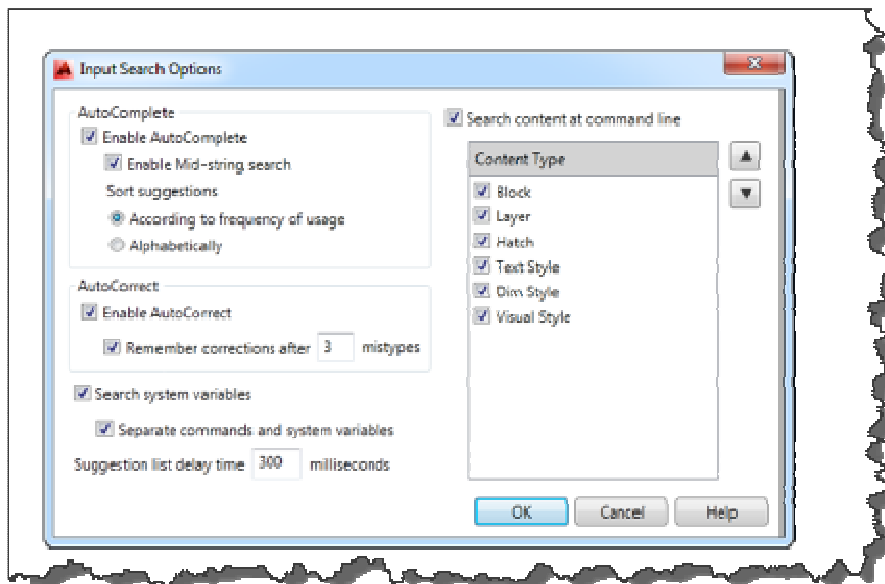 Input Search Options
AutoComplete
Enable AutoComplete
Enable Mid-string search
Sort suggestions
According to frequency of usage
Alphabetically
AutoCorrect
Enable AutoCorrect
Remember corrections after 3 mistypes
Search system variables
Separate commands and system variables
Suggestion list delay time 300 milliseconds
Search content at command line
Content Type
Block
Layer
Hatch
Text Style
Dim Style
Visual Style
OK Cancel Help